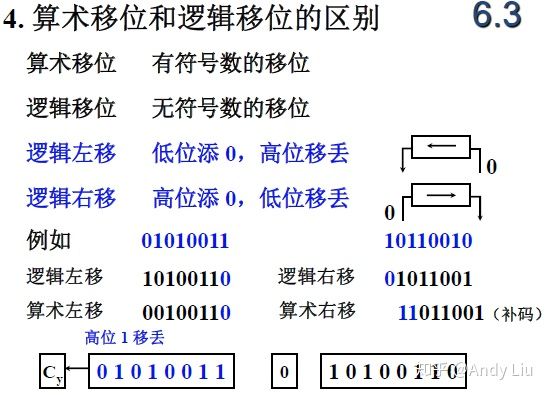 4. 算术移位和逻辑移位的区别 6.3
算术移位 有符号数的移位
逻辑移位 无符号数的移位
逻辑左移 低位添 0，高位移丢
0
逻辑右移 高位添 0，低位移丢
0
例如 01010011 10110010
逻辑左移 10100110 逻辑右移 01011001
算术左移 00100110 算术右移 11011001（补码）
高位 1 移丢
Cy 0 1 0 1 0 0 1 1 0 1 0 1 0 0 1 1 0
知乎 @Andy Liu